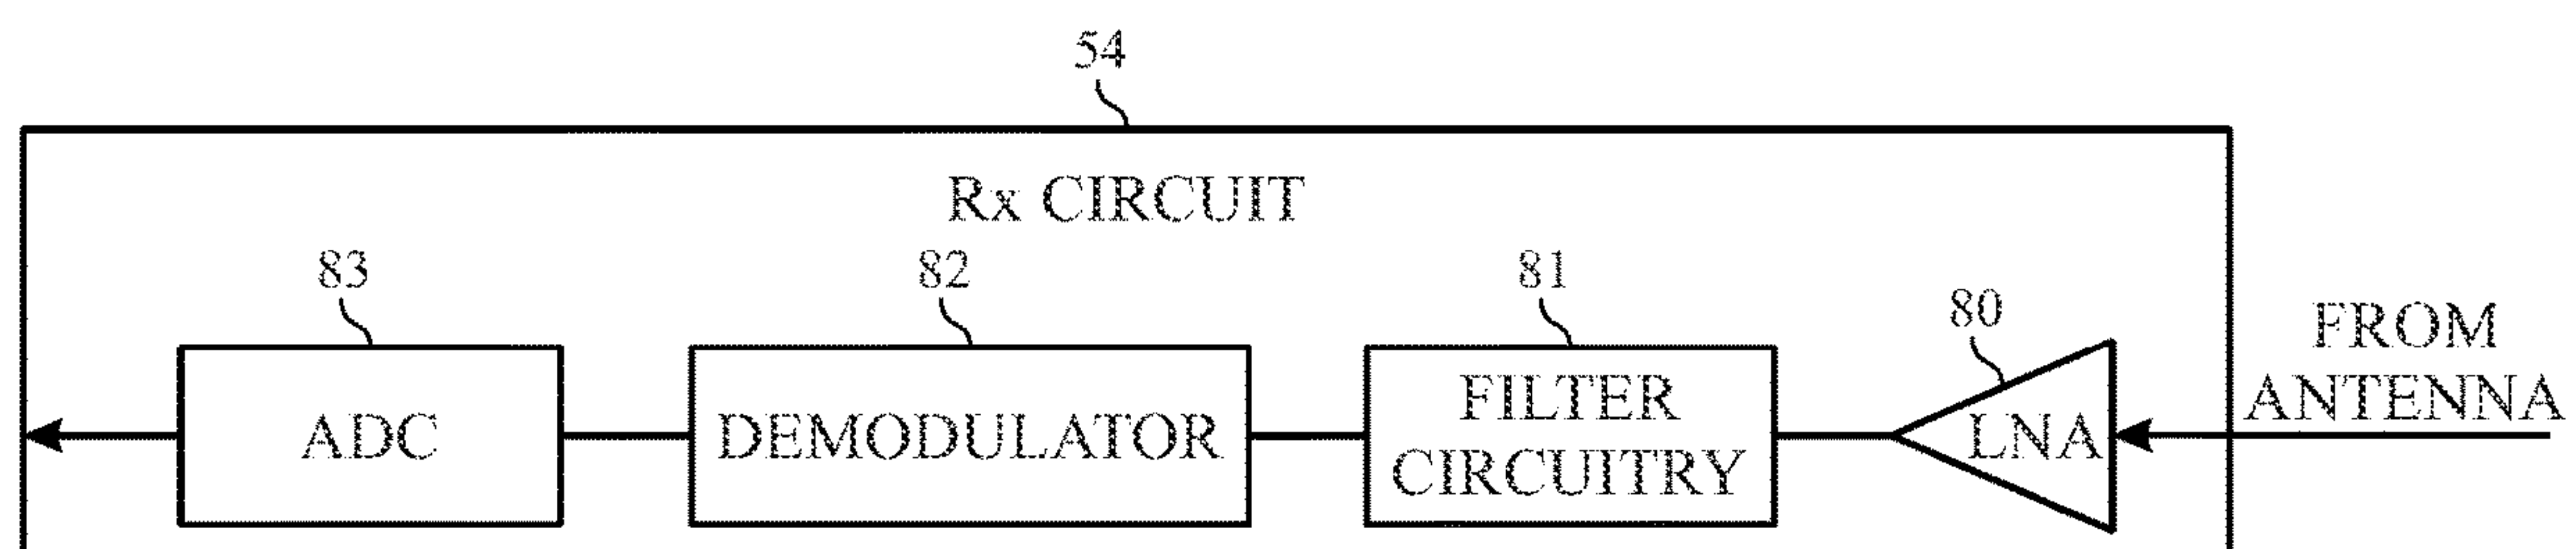 54
Rx CIRCUIT
83
82
81
80
ADC
DEMODULATOR
FILTER
CIRCUITRY
LNA
FROM
ANTENNA